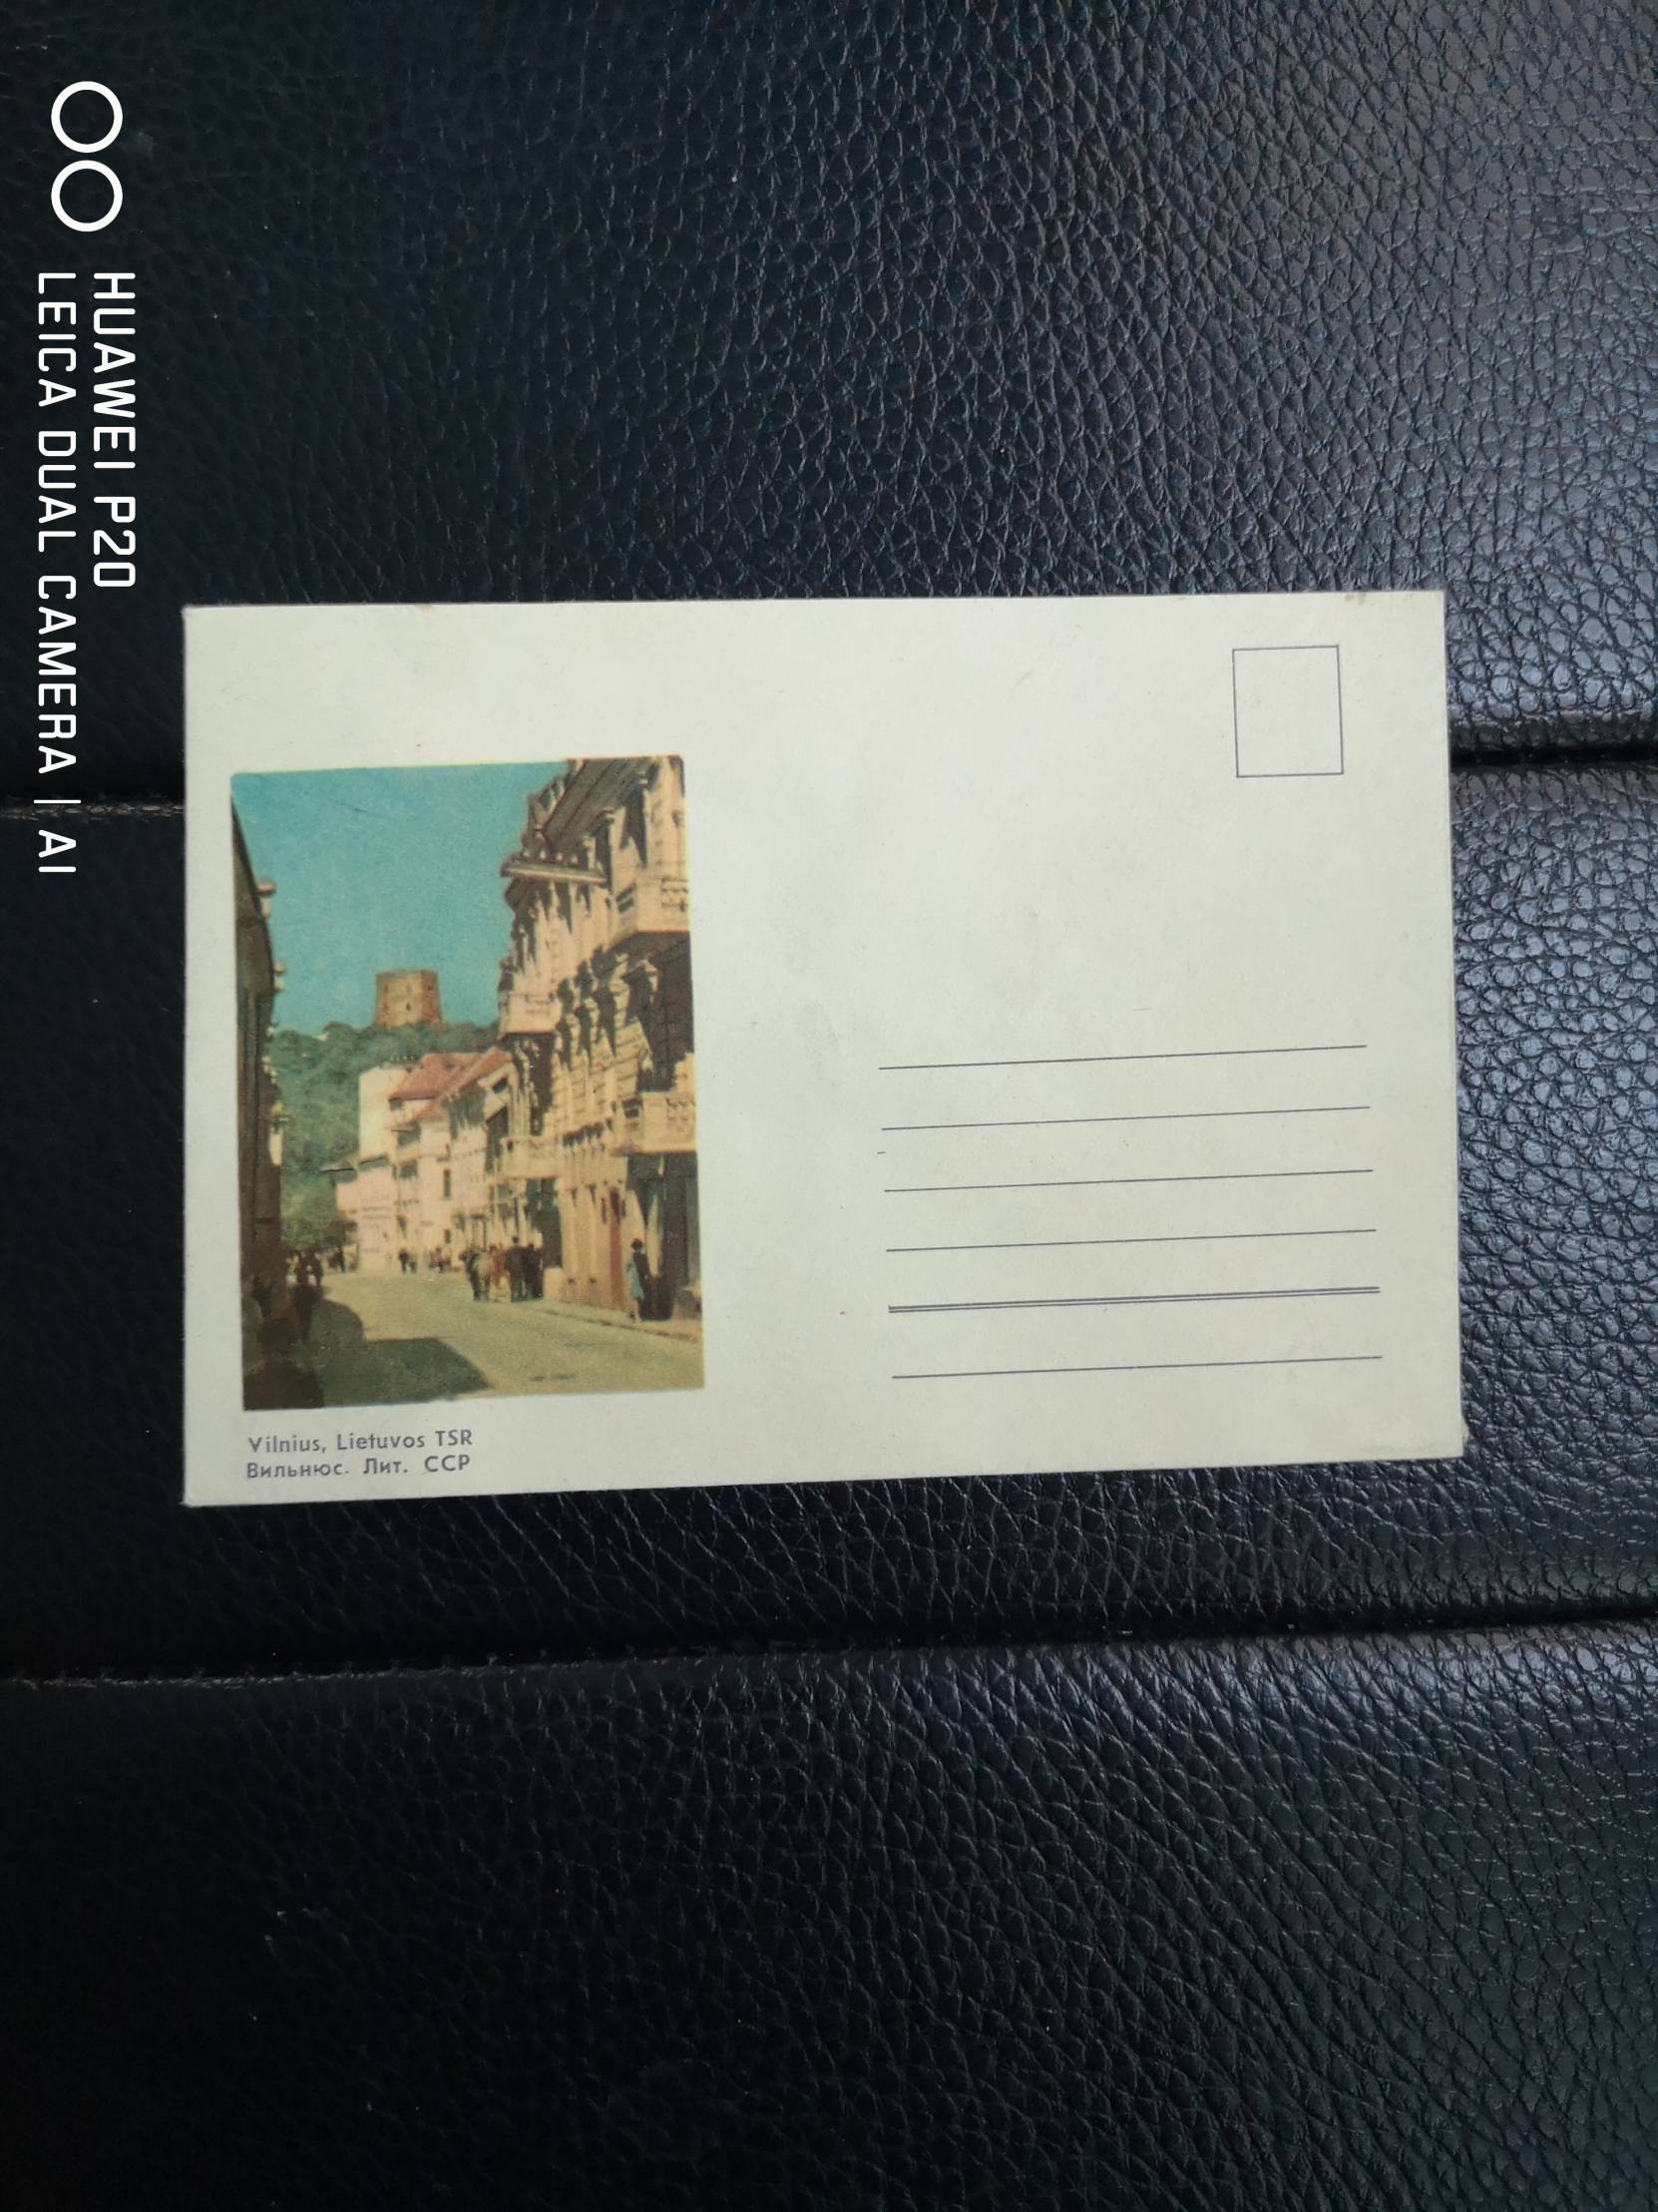 HUAWEI P20
LEICA DUAL CAMERA | AI
Vilnius, Lietuvos TSR
Вильнюс. Лит. ССР